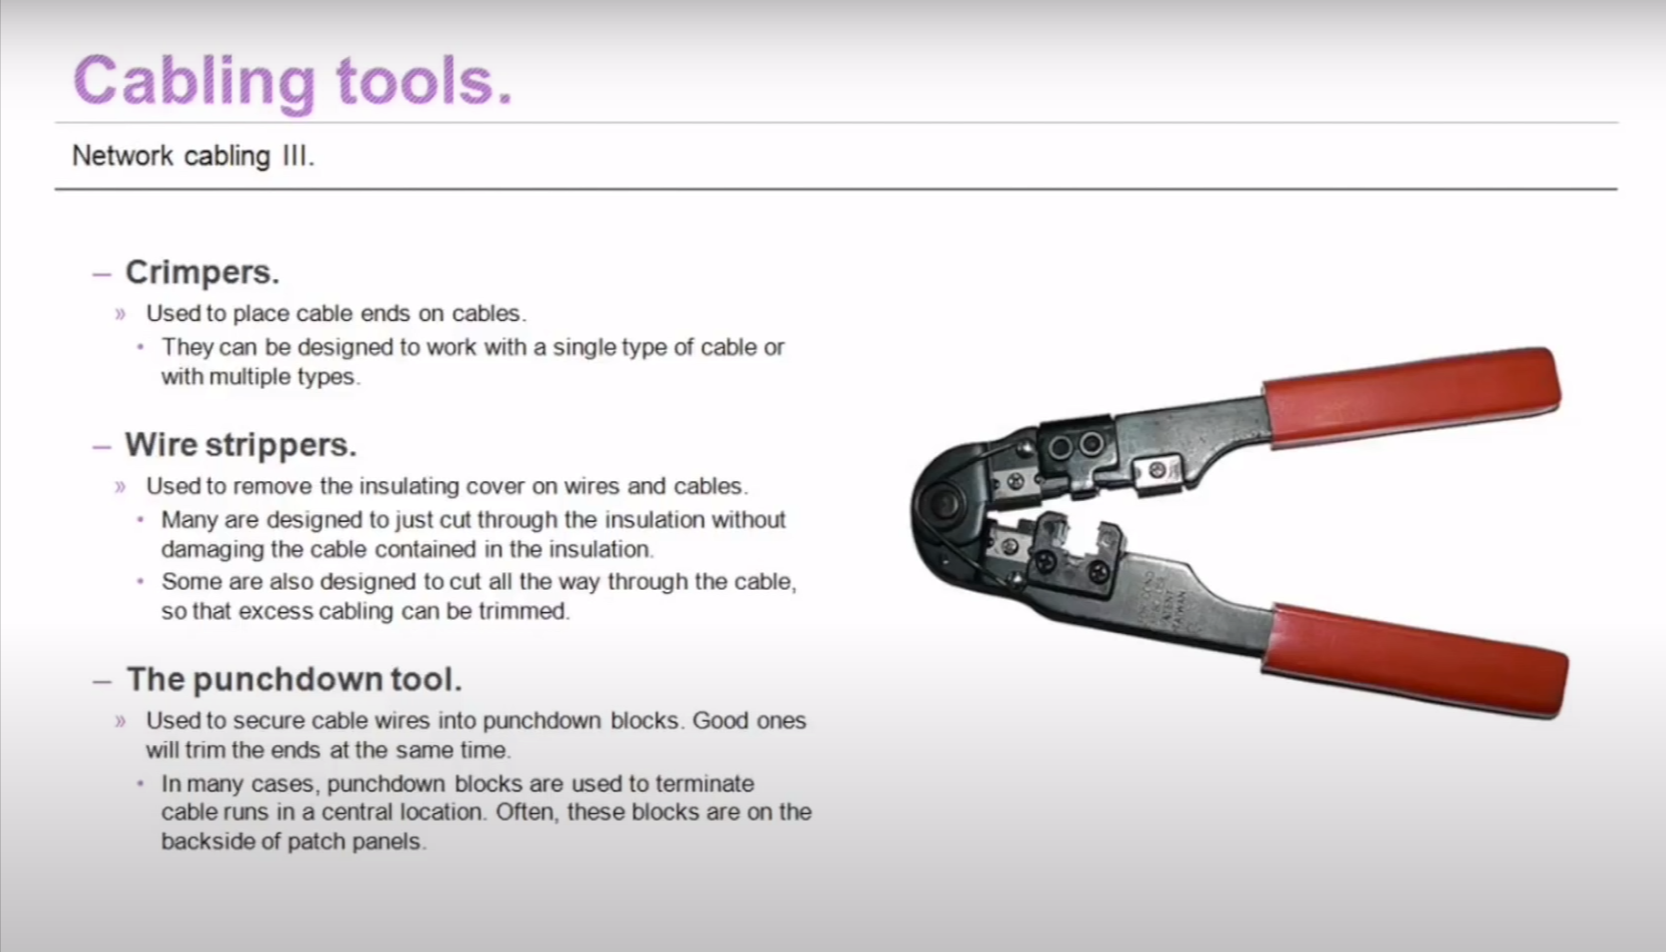 Cabling tools.
Network cabling III.
– Crimpers.
» Used to place cable ends on cables.
• They can be designed to work with a single type of cable or
with multiple types.
– Wire strippers.
» Used to remove the insulating cover on wires and cables.
• Many are designed to just cut through the insulation without
damaging the cable contained in the insulation.
• Some are also designed to cut all the way through the cable,
so that excess cabling can be trimmed.
– The punchdown tool.
» Used to secure cable wires into punchdown blocks. Good ones
will trim the ends at the same time.
• In many cases, punchdown blocks are used to terminate
cable runs in a central location. Often, these blocks are on the
backside of patch panels.